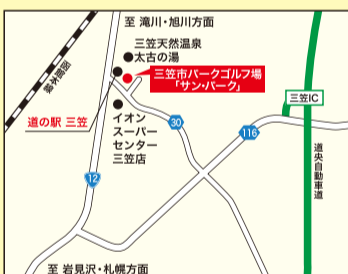 至 滝川・旭川方面
函館本線
三笠天然温泉
太古の湯
三笠市パークゴルフ場
「サン・パーク」
三笠IC
道の駅 三笠
イオン
スーパー
センター
三笠店
30
116
道央自動車道
12
至 岩見沢・札幌方面